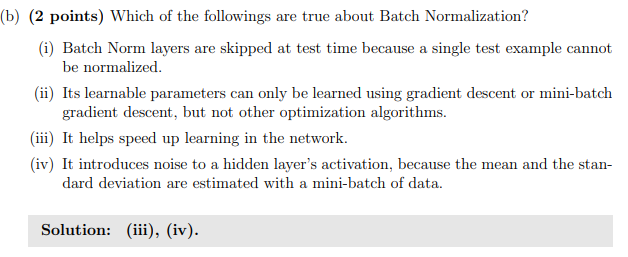 (b) (2 points) Which of the followings are true about Batch Normalization?
(i) Batch Norm layers are skipped at test time because a single test example cannot
be normalized.
(ii) Its learnable parameters can only be learned using gradient descent or mini-batch
gradient descent, but not other optimization algorithms.
(iii) It helps speed up learning in the network.
(iv) It introduces noise to a hidden layer's activation, because the mean and the stan-
dard deviation are estimated with a mini-batch of data.
Solution: (iii), (iv).